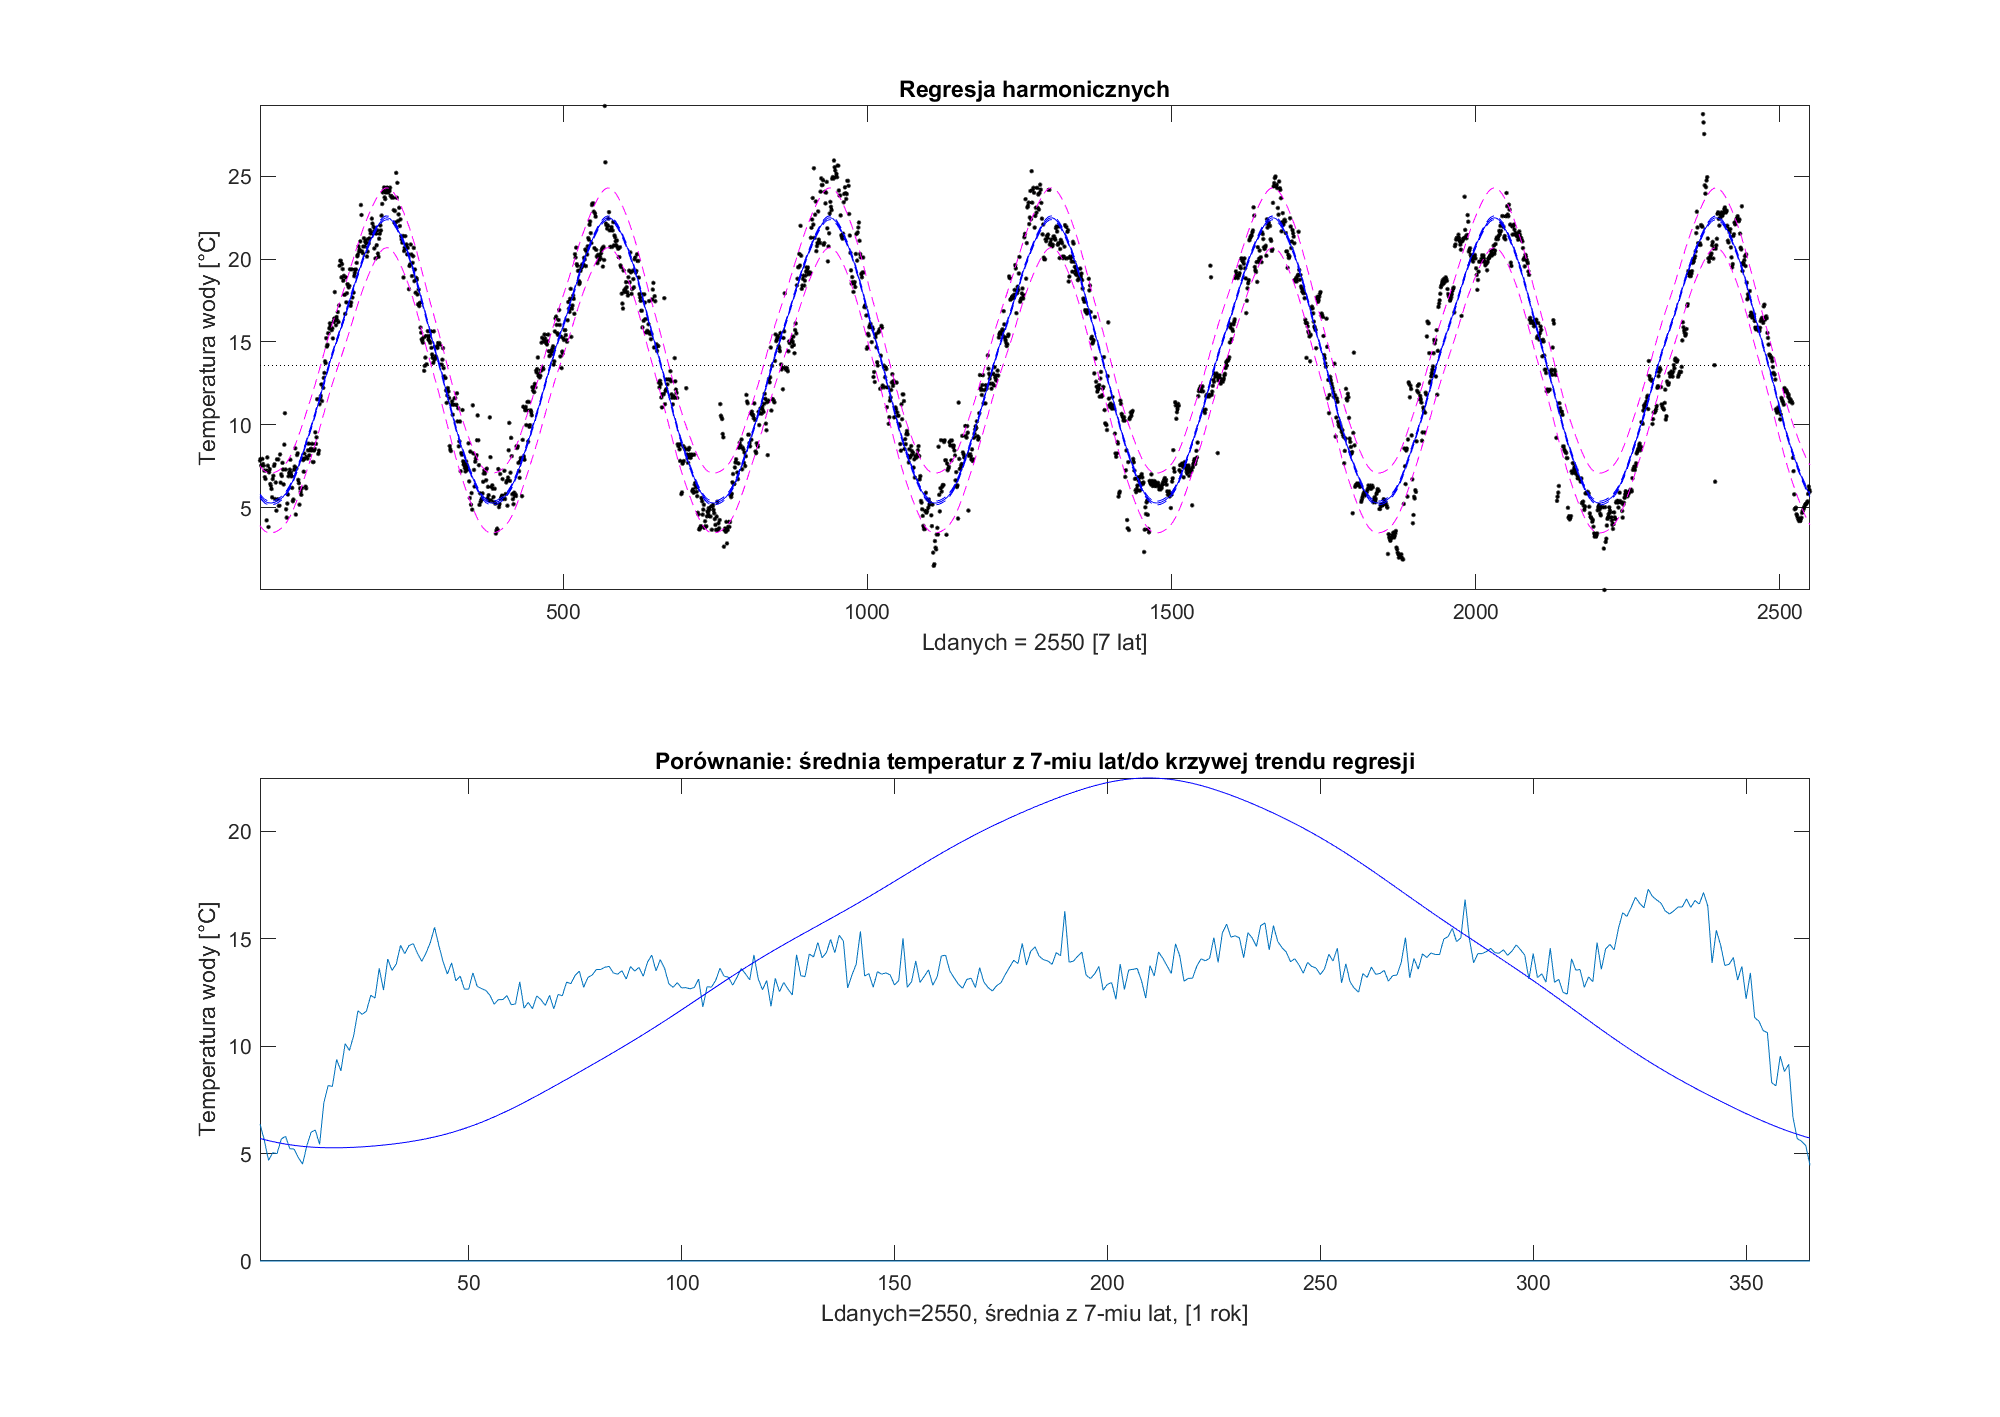 Regresja harmonicznych
Temperatura wody [°C]
25
20
15
10
5
500 1000 1500 2000 2500
Ldanych = 2550 [7 lat]
Porównanie: średnia temperatur z 7-miu lat/do krzywej trendu regresji
Temperatura wody [°C]
20
15
10
5
0
50 100 150 200 250 300 350
Ldanych=2550, średnia z 7-miu lat, [1 rok]